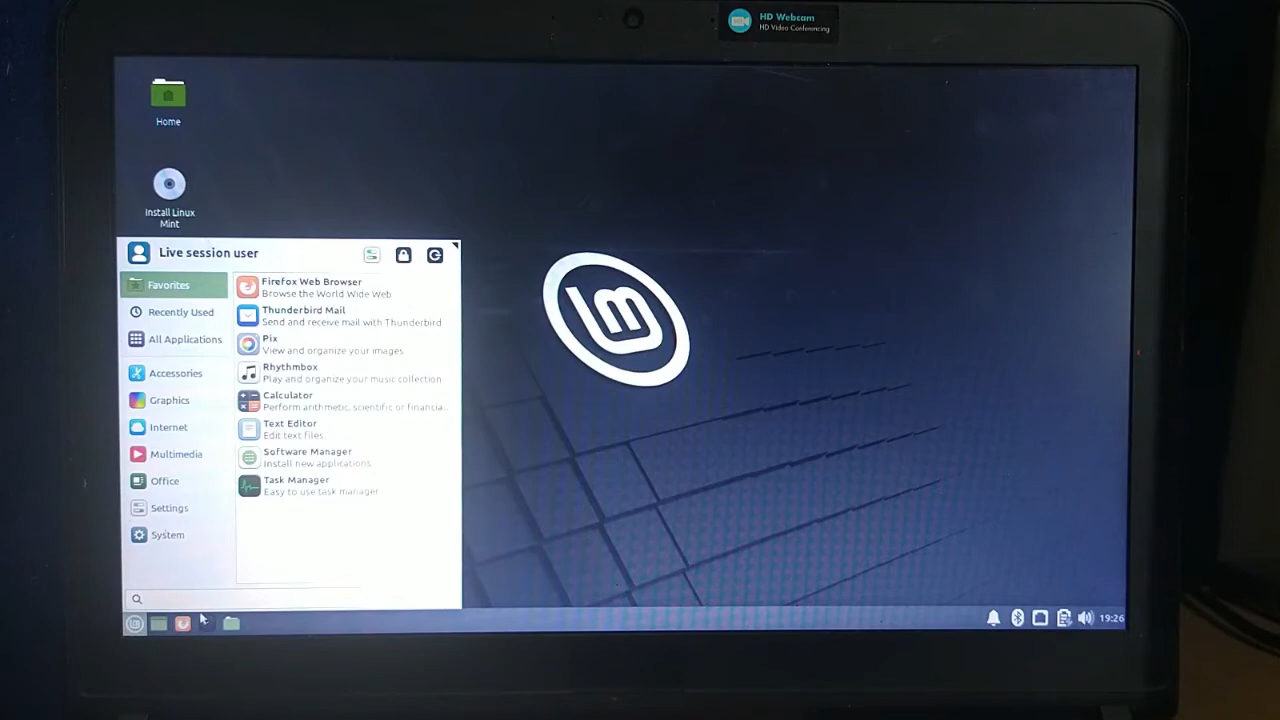 HD Webcam
HD Video Conferencing
Home
Install Linux
Mint
Live session user
Favorites
Recently Used
All Applications
Accessories
Graphics
Internet
Multimedia
Office
Settings
System
Firefox Web Browser
Browse the World Wide Web
Thunderbird Mail
Send and receive mail with Thunderbird
Pix
View and organize your images
Rhythmbox
Play and organize your music collection
Calculator
Perform arithmetic, scientific or financia...
Text Editor
Edit text files
Software Manager
Install new applications
Task Manager
Easy to use task manager
lm
19:26